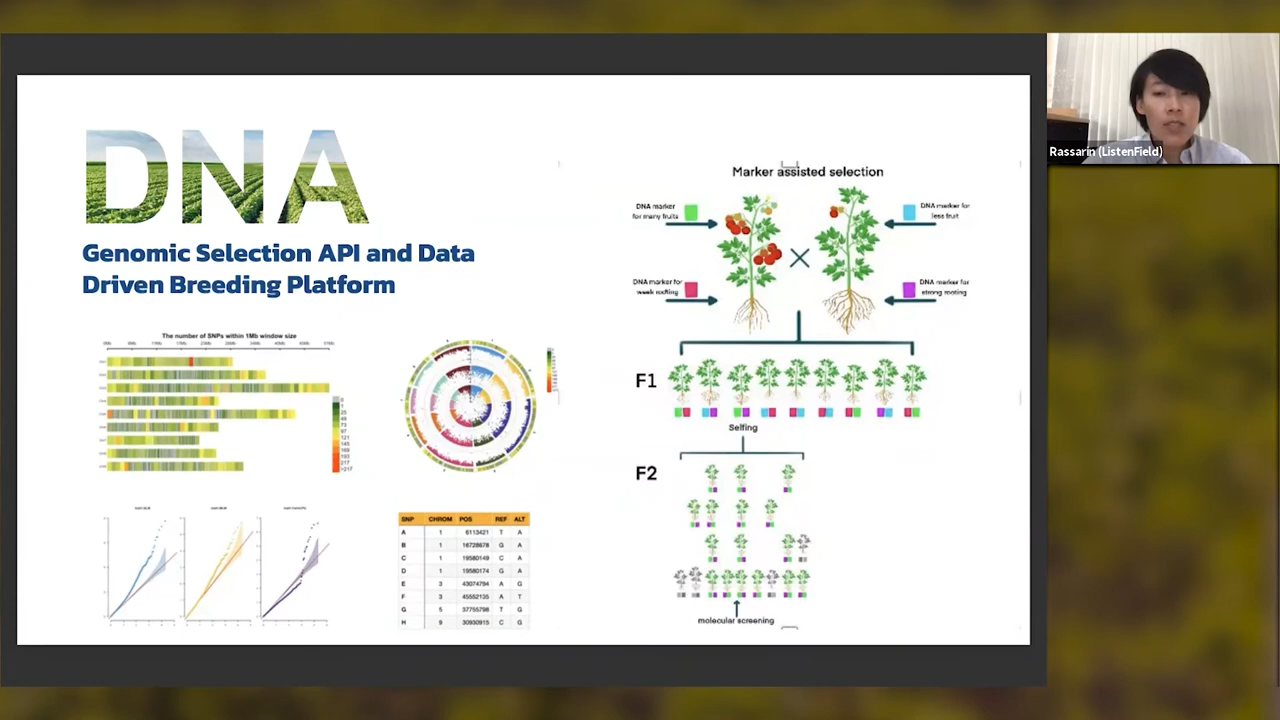 DNA
Genomic Selection API and Data
Driven Breeding Platform
Rassarin (ListenField)
Marker assisted selection
DNA marker
for many fruits
DNA marker for
less fruit
DNA marker for
weak rooting
DNA marker for
strong rooting
F1
Selfing
F2
molecular screening
The number of SNPs within 1Mb window size
SNP CHROM POS REF ALT
A 1 6113421 T A
B 1 16728678 G A
C 1 19580149 C A
D 1 19580174 G A
E 3 43074794 A G
F 3 45552135 A T
G 5 37755798 T G
H 9 30930915 C G